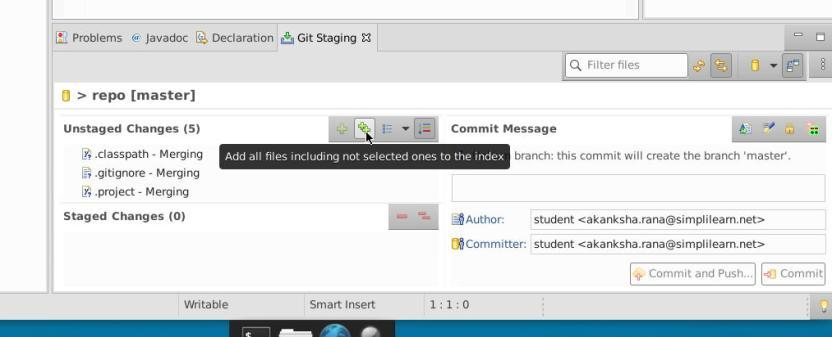 Problems @ Javadoc Declaration Git Staging
Filter files
> repo [master]
Unstaged Changes (5)
Commit Message
Add all files including not selected ones to the index
branch: this commit will create the branch 'master'.
.classpath - Merging
.gitignore - Merging
.project - Merging
Staged Changes (0)
Author: student <akanksha.rana@simplilearn.net>
Committer: student <akanksha.rana@simplilearn.net>
Commit and Push... Commit
Writable Smart Insert 1 : 1 : 0